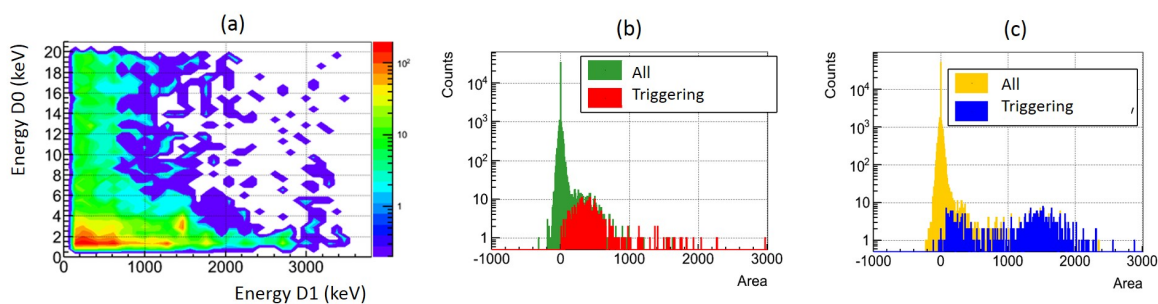 (a)
Energy D0 (keV)
20
18
16
14
12
10
8
6
4
2
0
0 1000 2000 3000
Energy D1 (keV)
10²
10
1
(b)
Counts
10⁴
10³
10²
10
1
All
Triggering
-1000 0 1000 2000 3000
Area
(c)
Counts
10⁴
10³
10²
10
1
All
Triggering
-1000 0 1000 2000 3000
Area